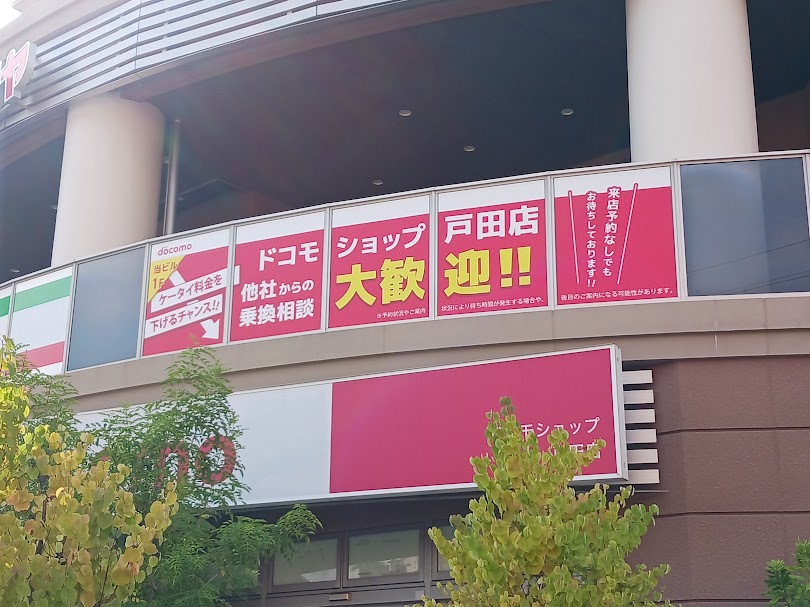 docomo
当ビル
1F
ケータイ料金を
下げるチャンス!!
ドコモ ショップ 戸田店
他社からの
乗換相談
大歓迎!!
※予約状況やご案内状況により待ち時間が発生する場合や、後日のご案内になる可能性があります。
来店予約なしでも
お待ちしております!!
ショップ